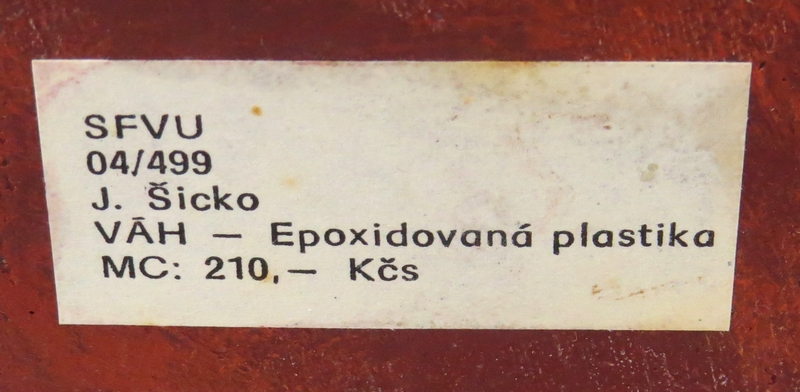 SFVU
04/499
J. Šicko
VÁH — Epoxidovaná plastika
MC: 210,— Kčs